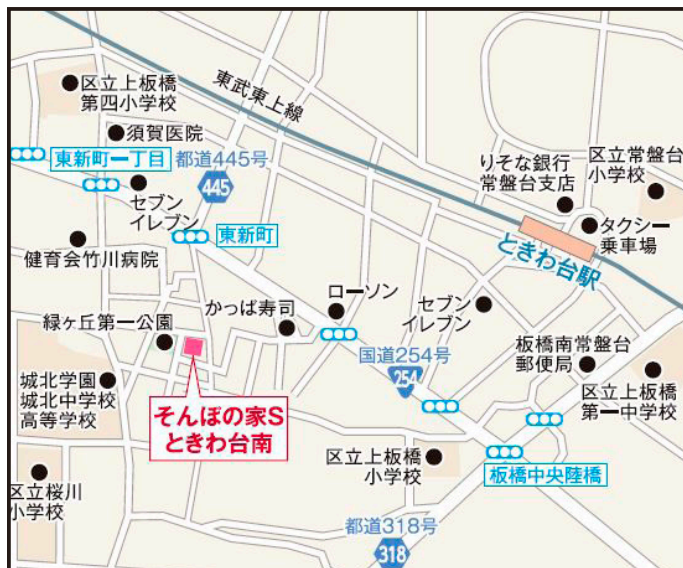 区立上板橋
第四小学校
東武東上線
須賀医院
東新町一丁目
都道445号
445
セブン
イレブン
東新町
りそな銀行
常盤台支店
区立常盤台
小学校
タクシー
乗車場
ときわ台駅
健育会竹川病院
緑ヶ丘第一公園
かっぱ寿司
ローソン
セブン
イレブン
国道254号
254
板橋南常盤台
郵便局
区立上板橋
第一中学校
城北学園
城北中学校
高等学校
そんぽの家S
ときわ台南
区立上板橋
小学校
板橋中央陸橋
区立桜川
小学校
都道318号
318